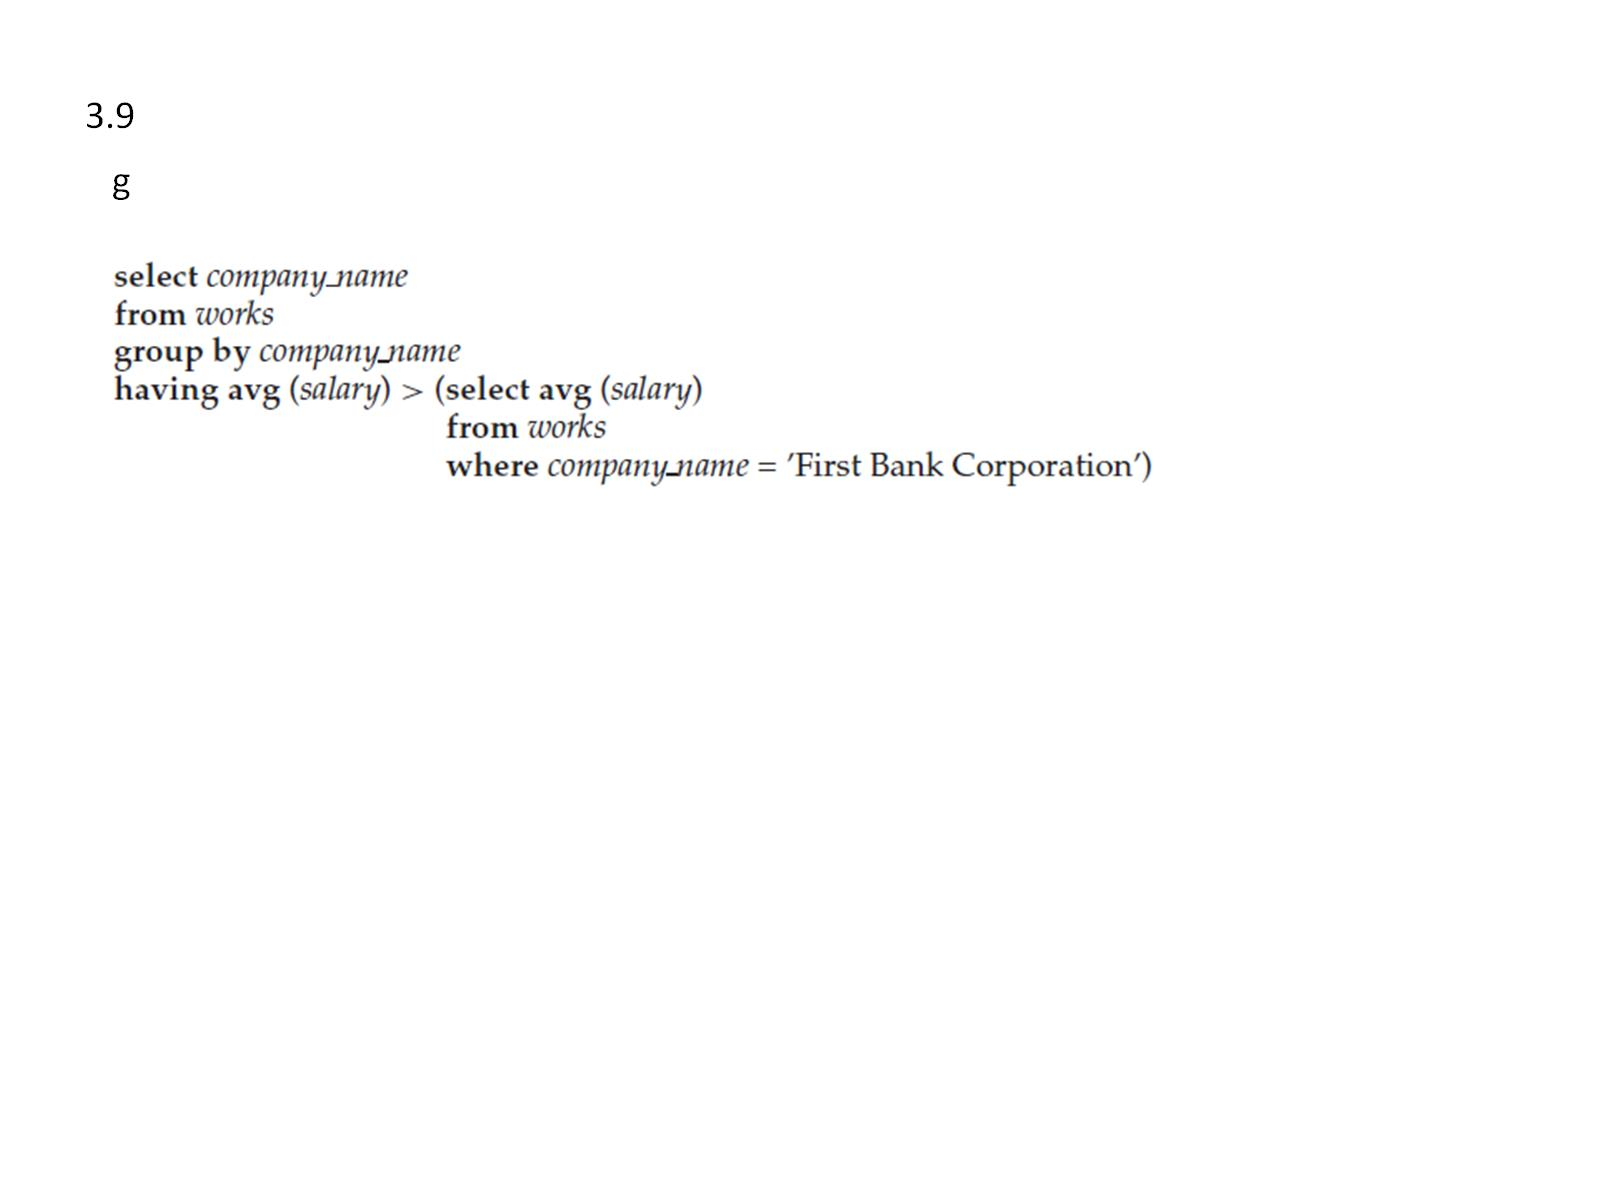 3.9
g
select company_name
from works
group by company_name
having avg (salary) > (select avg (salary)
from works
where company_name = ’First Bank Corporation’)